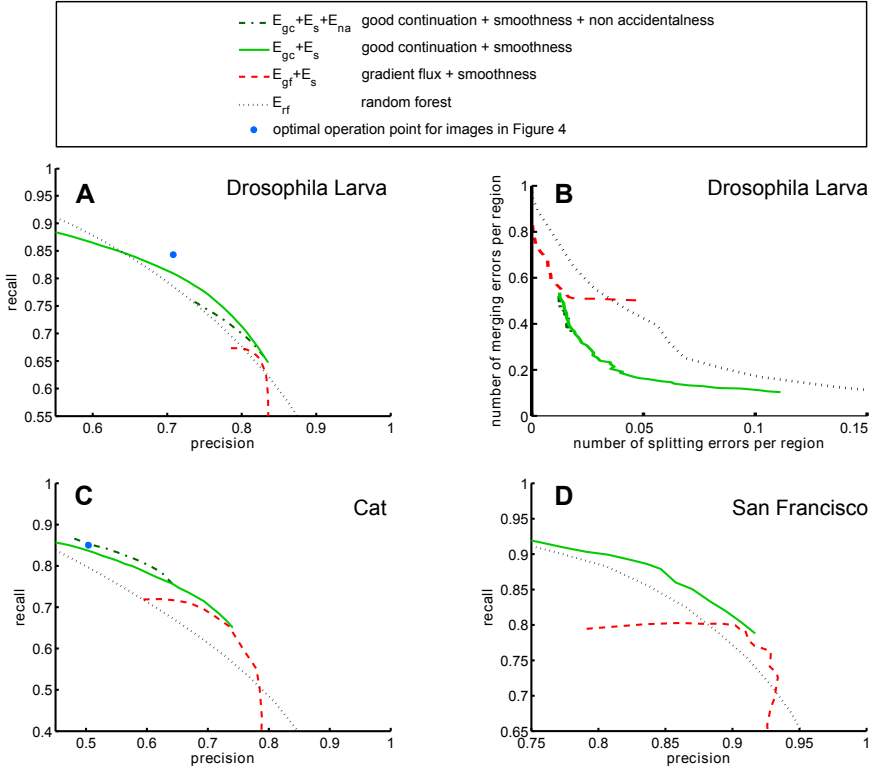 E_gc+E_s+E_na good continuation + smoothness + non accidentalness
E_gc+E_s good continuation + smoothness
E_gf+E_s gradient flux + smoothness
E_rf random forest
optimal operation point for images in Figure 4
A
Drosophila Larva
1
0.95
0.9
0.85
0.8
0.75
0.7
0.65
0.6
0.55
recall
0.6 0.7 0.8 0.9 1
precision
B
Drosophila Larva
1
0.8
0.6
0.4
0.2
0
number of merging errors per region
0 0.05 0.1 0.15
number of splitting errors per region
C
Cat
1
0.9
0.8
0.7
0.6
0.5
0.4
recall
0.5 0.6 0.7 0.8 0.9 1
precision
D
San Francisco
1
0.95
0.9
0.85
0.8
0.75
0.7
0.65
recall
0.75 0.8 0.85 0.9 0.95 1
precision